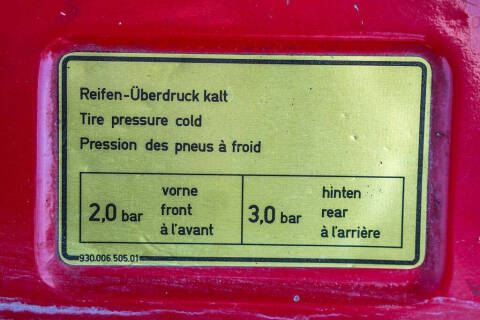 Reifen-Überdruck kalt
Tire pressure cold
Pression des pneus à froid
2,0 bar
vorne
front
à l'avant
3,0 bar
hinten
rear
à l'arrière
930.006.505.01